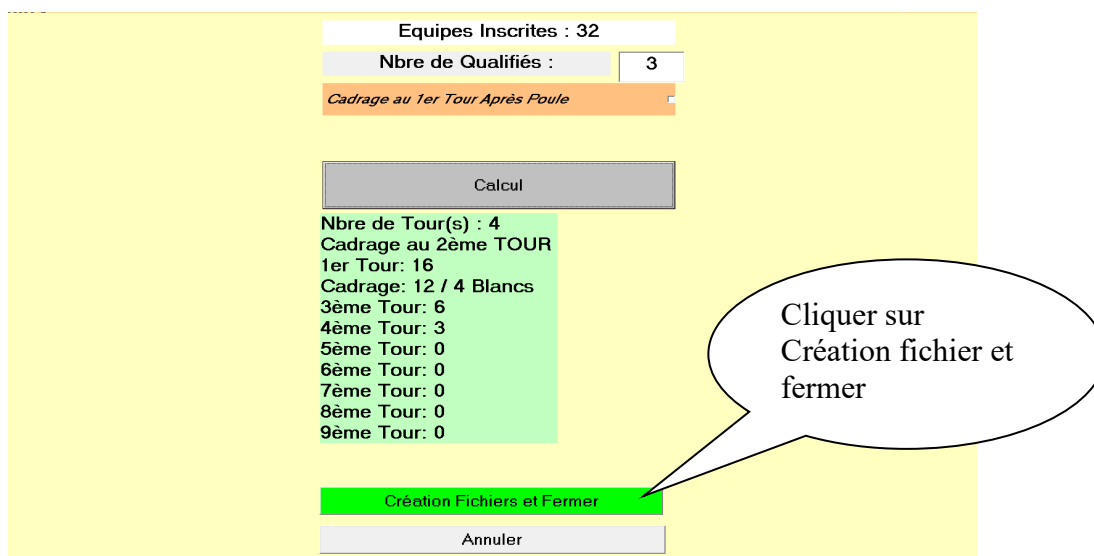 Equipes Inscrites : 32
Nbre de Qualifiés : 3
Cadrage au 1er Tour Après Poule
Calcul
Nbre de Tour(s) : 4
Cadrage au 2ème TOUR
1er Tour: 16
Cadrage: 12 / 4 Blancs
3ème Tour: 6
4ème Tour: 3
5ème Tour: 0
6ème Tour: 0
7ème Tour: 0
8ème Tour: 0
9ème Tour: 0
Cliquer sur
Création fichier et
fermer
Création Fichiers et Fermer
Annuler